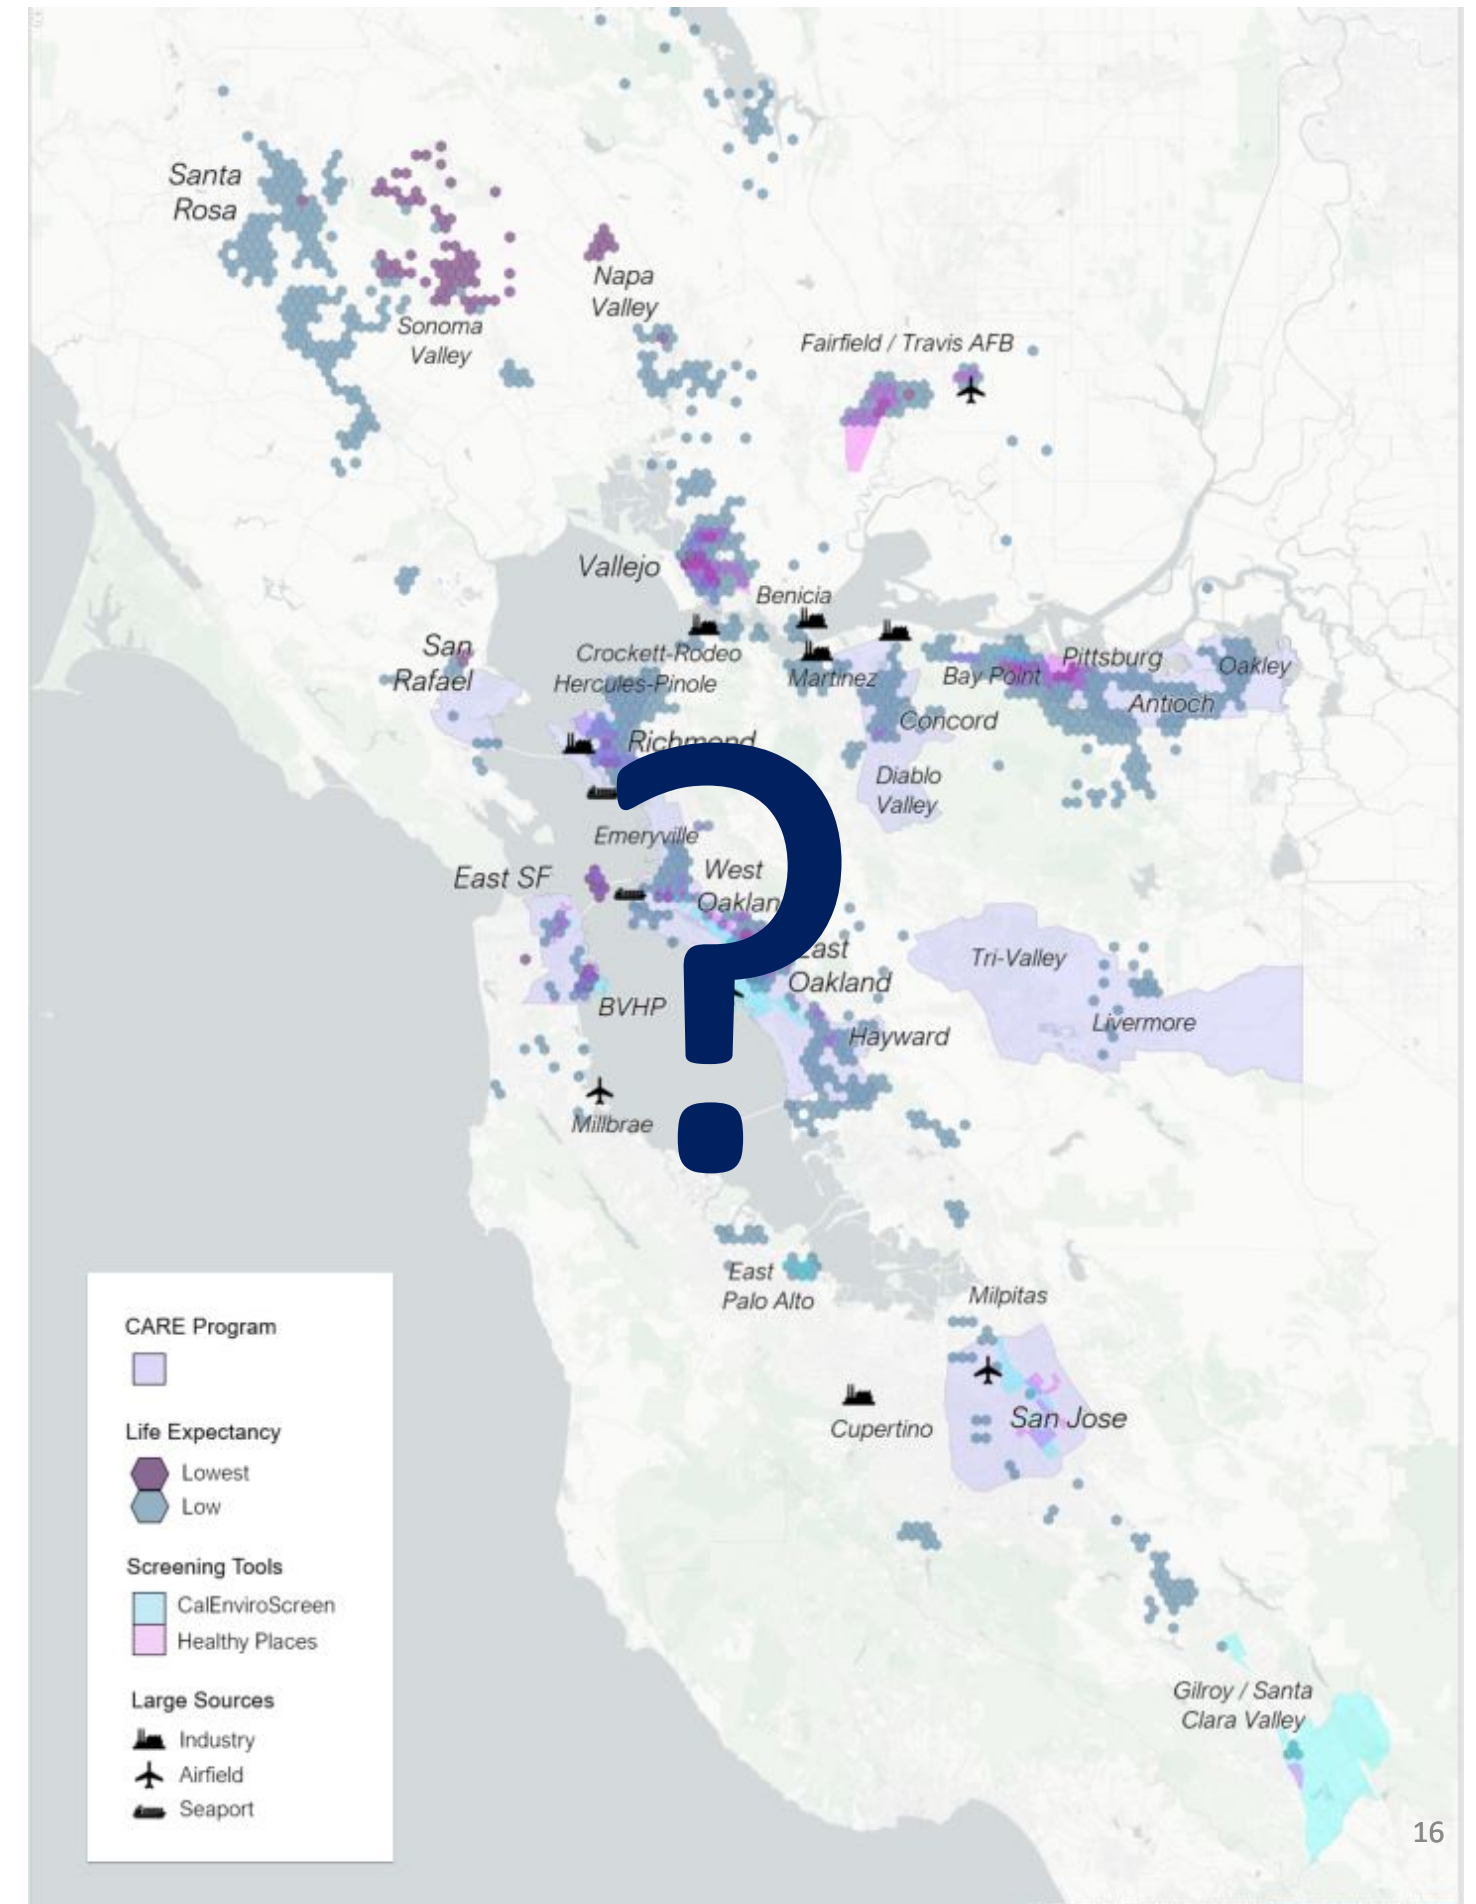 Santa
Rosa
Napa
Valley
Sonoma
Valley
Fairfield / Travis AFB
Vallejo
Benicia
San
Rafael
Crockett-Rodeo
Hercules-Pinole
Martinez
Bay Point
Pittsburg
Oakley
Antioch
Concord
Richmond
Diablo
Valley
Emeryville
East SF
West
Oaklan
?
East
Oakland
Tri-Valley
BVHP
Livermore
Hayward
Millbrae
East
Palo Alto
Milpitas
San Jose
Cupertino
Gilroy / Santa
Clara Valley
CARE Program
Life Expectancy
Lowest
Low
Screening Tools
CalEnviroScreen
Healthy Places
Large Sources
Industry
Airfield
Seaport
16